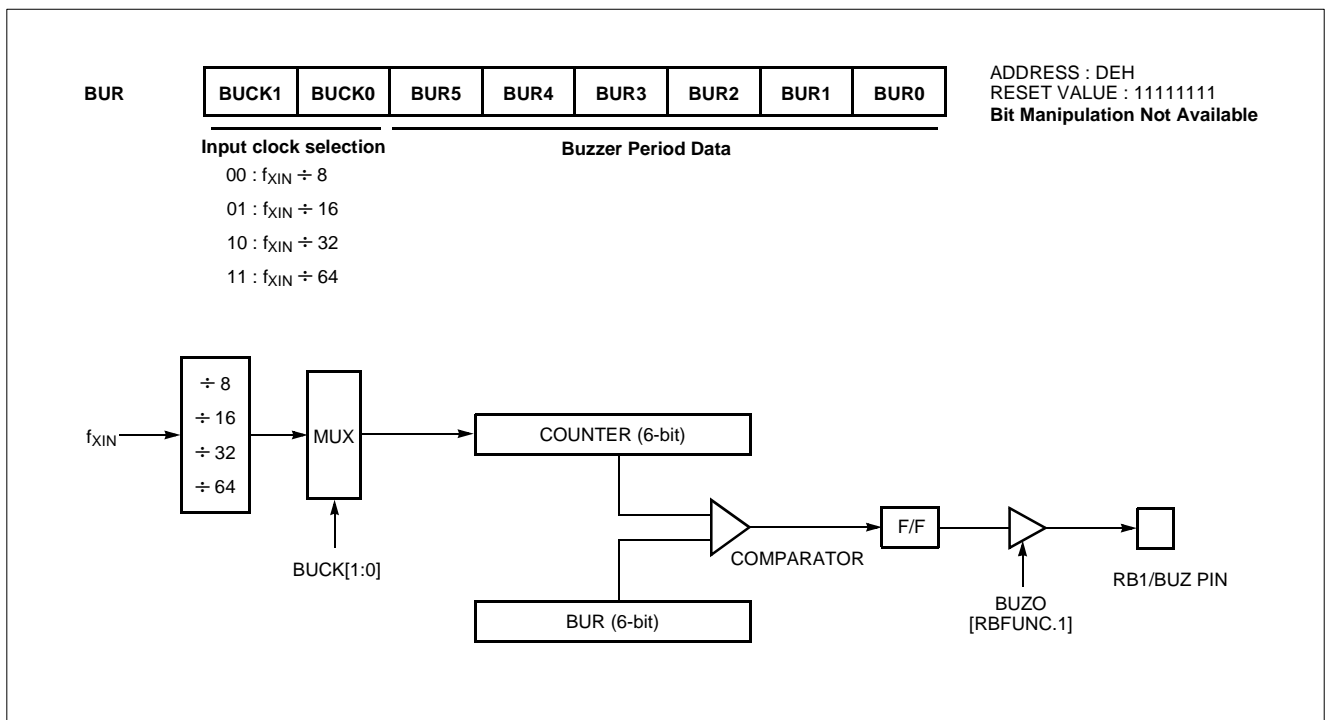 BUR
BUCK1 BUCK0 BUR5 BUR4 BUR3 BUR2 BUR1 BUR0
ADDRESS : DEH
RESET VALUE : 11111111
Bit Manipulation Not Available
Input clock selection
Buzzer Period Data
00 : fXIN ÷ 8
01 : fXIN ÷ 16
10 : fXIN ÷ 32
11 : fXIN ÷ 64
fXIN
÷ 8
÷ 16
÷ 32
÷ 64
MUX
BUCK[1:0]
COUNTER (6-bit)
COMPARATOR
BUR (6-bit)
F/F
BUZO
[RBFUNC.1]
RB1/BUZ PIN